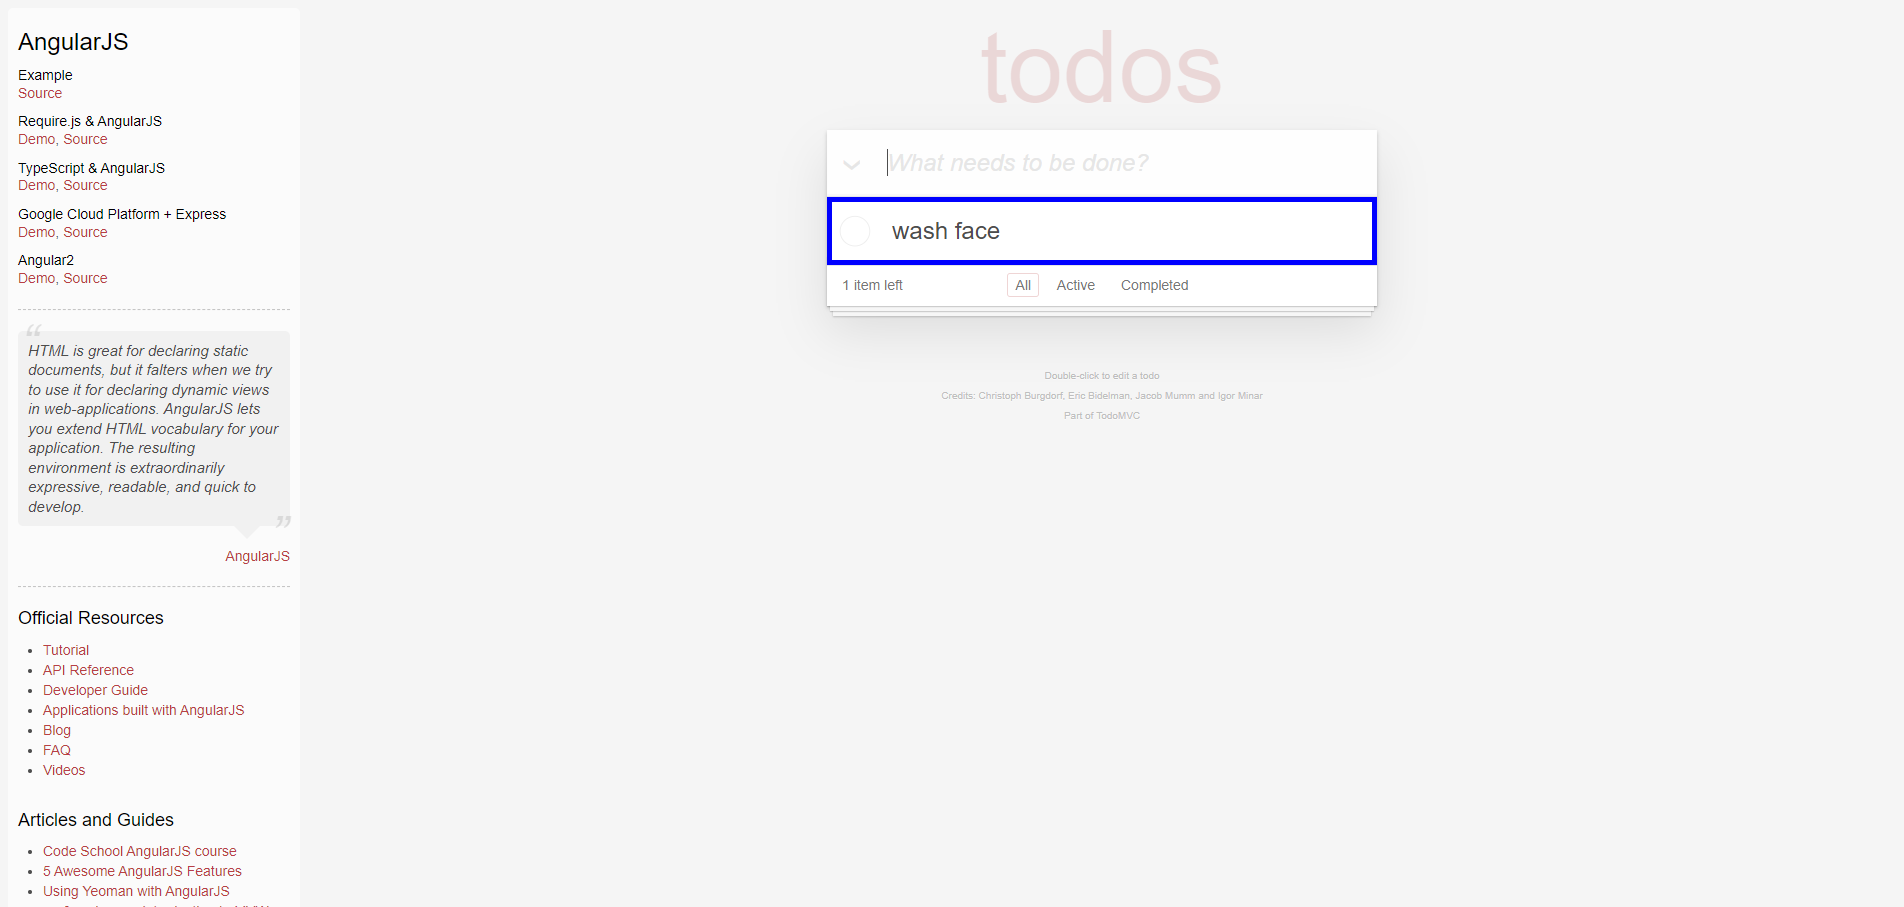 AngularJS
Example
Source
Require.js & AngularJS
Demo, Source
TypeScript & AngularJS
Demo, Source
Google Cloud Platform + Express
Demo, Source
Angular2
Demo, Source
“
HTML is great for declaring static
documents, but it falters when we try
to use it for declaring dynamic views
in web-applications. AngularJS lets
you extend HTML vocabulary for your
application. The resulting
environment is extraordinarily
expressive, readable, and quick to
develop.
”
AngularJS
Official Resources
Tutorial
API Reference
Developer Guide
Applications built with AngularJS
Blog
FAQ
Videos
Articles and Guides
Code School AngularJS course
5 Awesome AngularJS Features
Using Yeoman with AngularJS
todos
What needs to be done?
wash face
1 item left
All
Active
Completed
Double-click to edit a todo
Credits: Christoph Burgdorf, Eric Bidelman, Jacob Mumm and Igor Minar
Part of TodoMVC